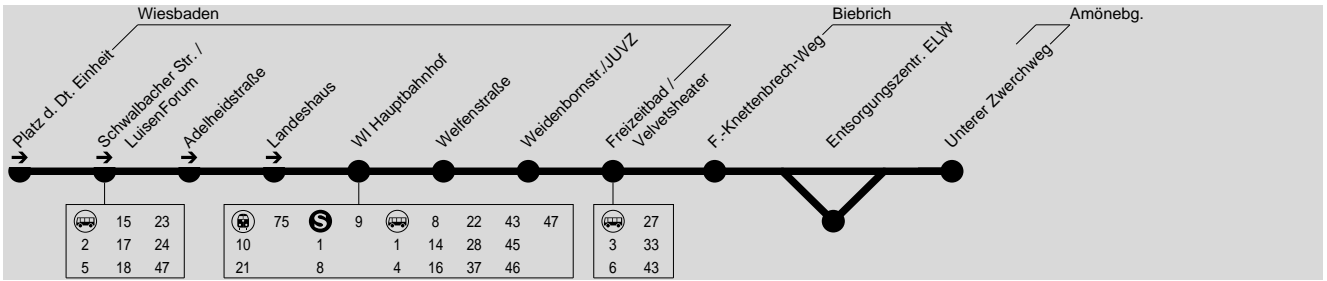 Wiesbaden
Biebrich
Amönebg.
Platz d. Dt. Einheit
Schwalbacher Str. /
LuisenForum
Adelheidstraße
Landeshaus
WI Hauptbahnhof
Welfenstraße
Weidenbornstr./JUVZ
Freizeitbad /
Velvetsheater
F.-Knettenbrech-Weg
Entsorgungszentr. ELW
Unterer Zwerchweg
15 23
2 17 24
5 18 47
75 S 9 8 22 43 47
10 1 1 14 28 45
21 8 4 16 37 46
27
3 33
6 43